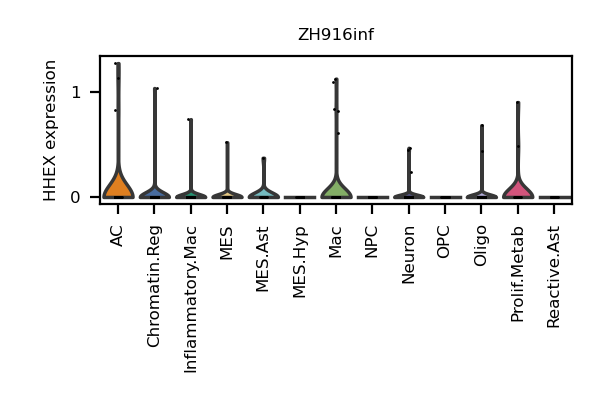 ZH916inf
HHEX expression
1
0
AC
Chromatin.Reg
Inflammatory.Mac
MES
MES.Ast
MES.Hyp
Mac
NPC
Neuron
OPC
Oligo
Prolif.Metab
Reactive.Ast